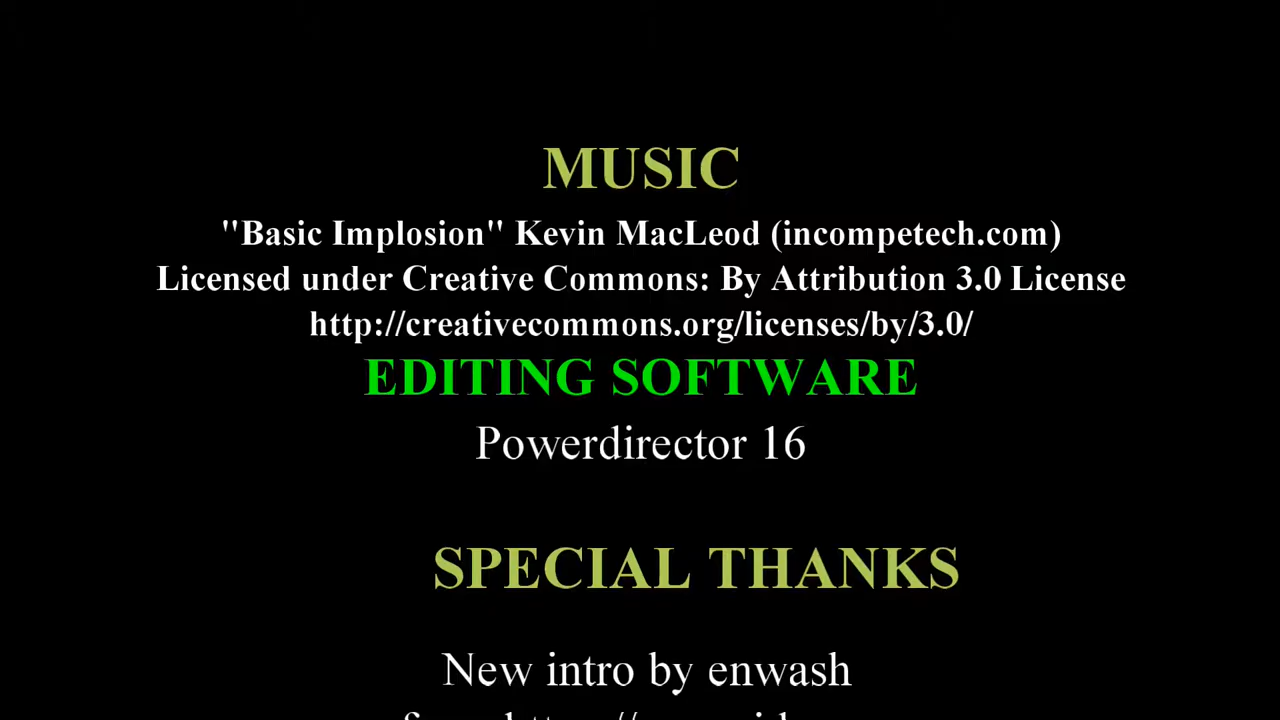 MUSIC
"Basic Implosion" Kevin MacLeod (incompetech.com)
Licensed under Creative Commons: By Attribution 3.0 License
http://creativecommons.org/licenses/by/3.0/
EDITING SOFTWARE
Powerdirector 16
SPECIAL THANKS
New intro by enwash